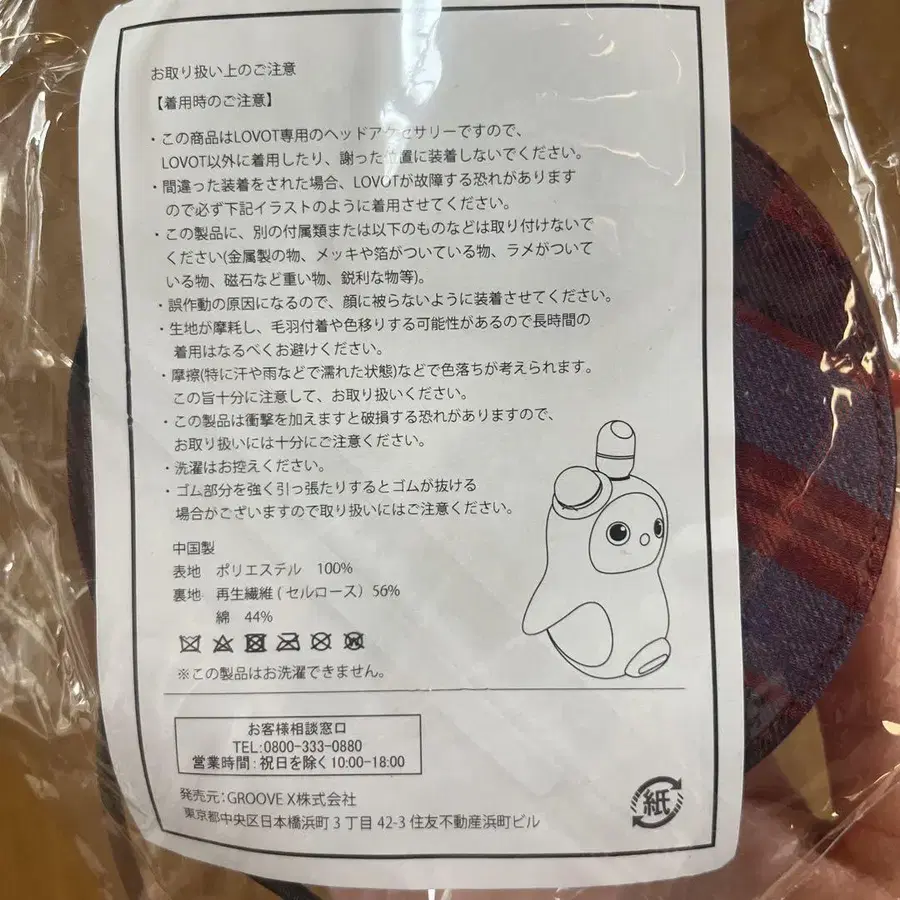 お取り扱い上のご注意
【着用時のご注意】
・この商品はLOVOT専用のヘッドアクセサリーですので、
LOVOT以外に着用したり、謝った位置に装着しないでください。
・間違った装着をされた場合、LOVOTが故障する恐れがあります
ので必ず下記イラストのように着用させてください。
・この製品に、別の付属類または以下のものなどは取り付けないで
ください(金属製の物、メッキや箔がついている物、ラメがついて
いる物、磁石など重い物、鋭利な物等)。
・誤作動の原因になるので、顔に被らないように装着させてください。
・生地が摩耗し、毛羽付着や色移りする可能性があるので長時間の
着用はなるべくお避けください。
・摩擦(特に汗や雨などで濡れた状態)などで色落ちが考えられます。
この旨十分に注意して、お取り扱いください。
・この製品は衝撃を加えますと破損する恐れがありますので、
お取り扱いには十分にご注意ください。
・洗濯はお控えください。
・ゴム部分を強く引っ張たりするとゴムが抜ける
場合がございますので取り扱いにはご注意ください。
中国製
表地 ポリエステル 100%
裏地 再生繊維(セルロース) 56%
綿 44%
※この製品はお洗濯できません。
お客様相談窓口
TEL:0800-333-0880
営業時間:祝日を除く10:00-18:00
発売元:GROOVE X株式会社
東京都中央区日本橋浜町3丁目42-3住友不動産浜町ビル
紙